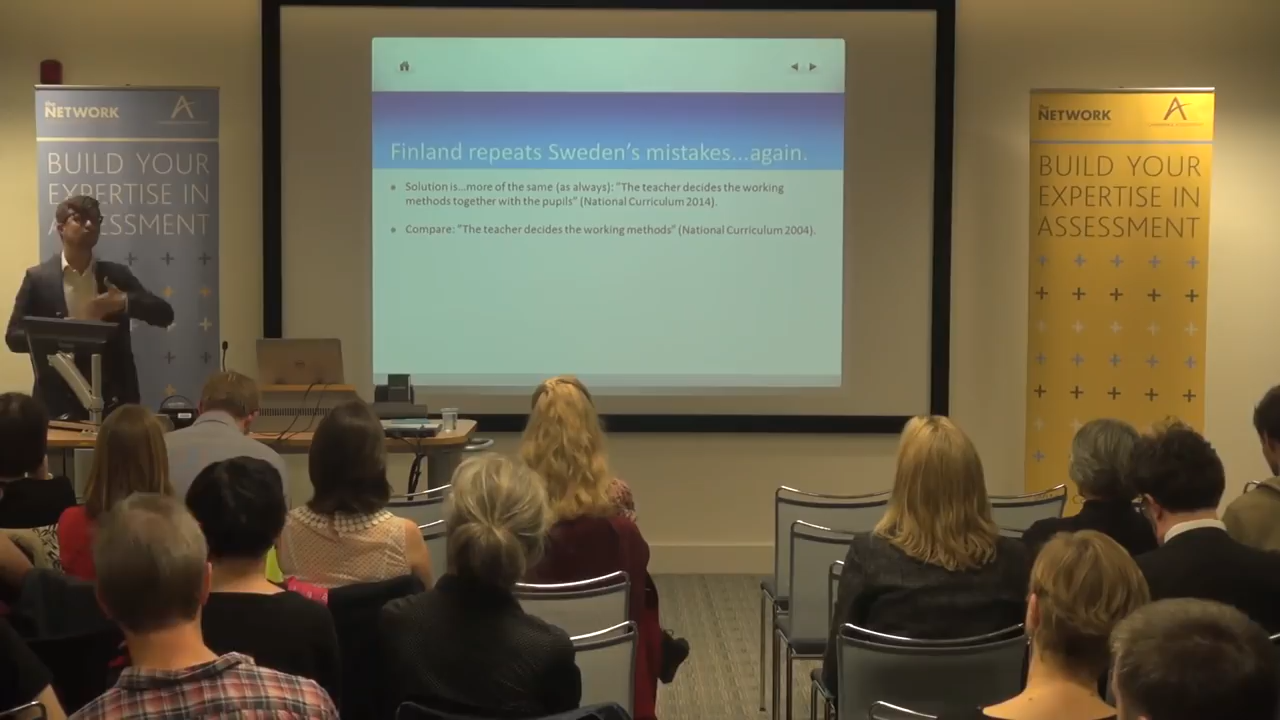 the
NETWORK
BUILD YOUR
EXPERTISE IN
ASSESSMENT
Finland repeats Sweden's mistakes...again.
Solution is...more of the same (as always): "The teacher decides the working
methods together with the pupils" (National Curriculum 2014).
Compare: "The teacher decides the working methods" (National Curriculum 2004).
the
NETWORK
BUILD YOUR
EXPERTISE IN
ASSESSMENT